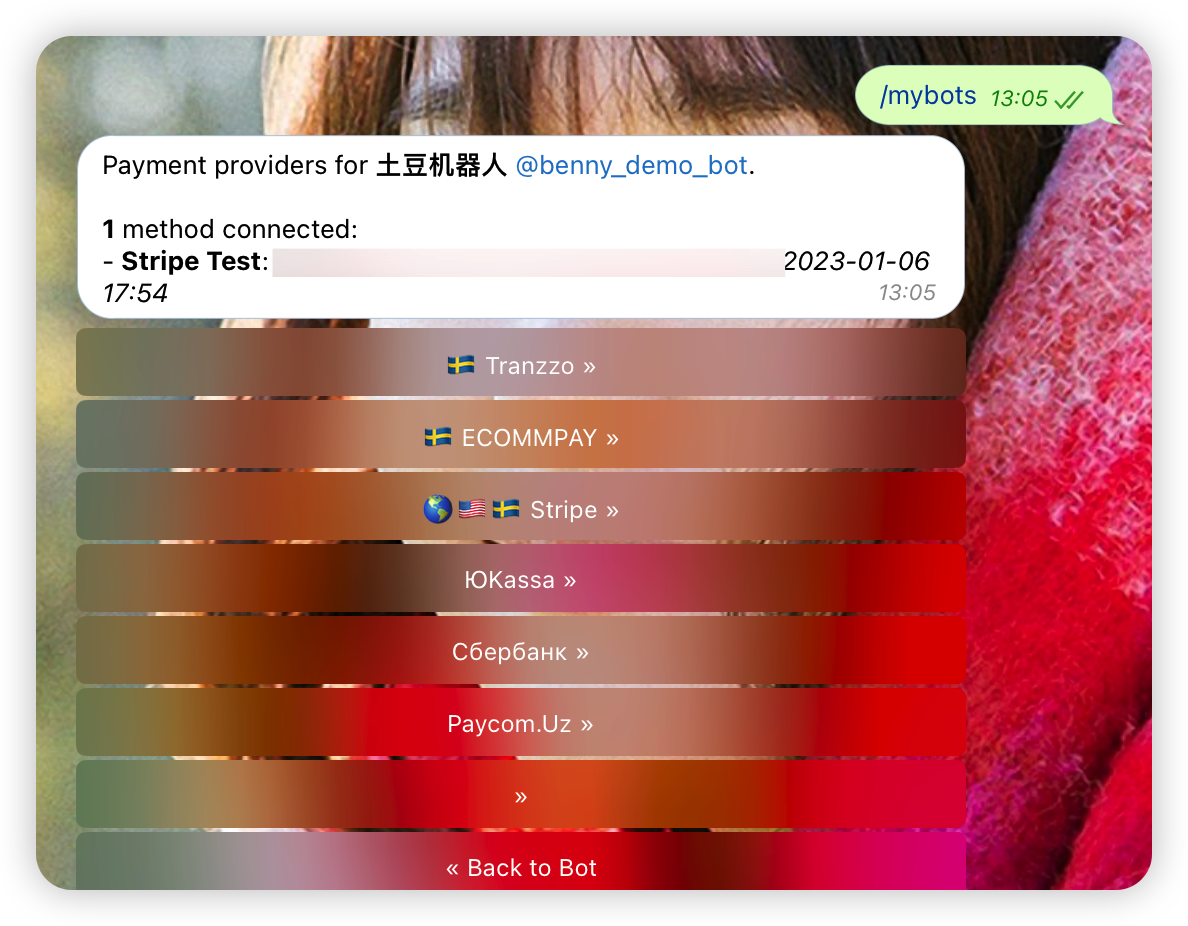 /mybots 13:05
Payment providers for 土豆机器人 @benny_demo_bot.
1 method connected:
- Stripe Test: 2023-01-06
17:54 13:05
🇸🇪 Tranzzo »
🇸🇪 ECOMMPAY »
🌎🇺🇸🇸🇪 Stripe »
ЮKassa »
Сбербанк »
Paycom.Uz »
»
« Back to Bot